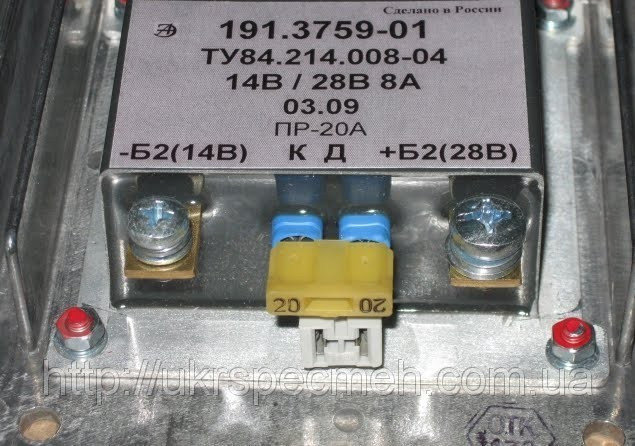 Сделано в России
191.3759-01
ТУ84.214.008-04
14В / 28В 8А
03.09
ПР-20А
-Б2(14В) К Д +Б2(28В)
20 20
http://ukrspecmeh.com.ua
ОТК